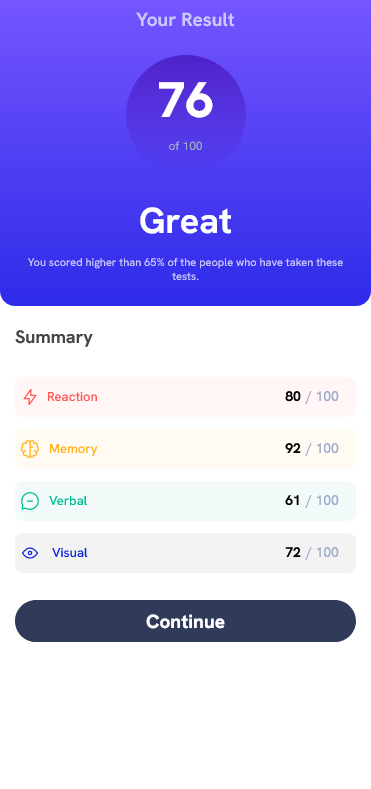 Your Result
76
of 100
Great
You scored higher than 65% of the people who have taken these
tests.
Summary
Reaction 80 / 100
Memory 92 / 100
Verbal 61 / 100
Visual 72 / 100
Continue